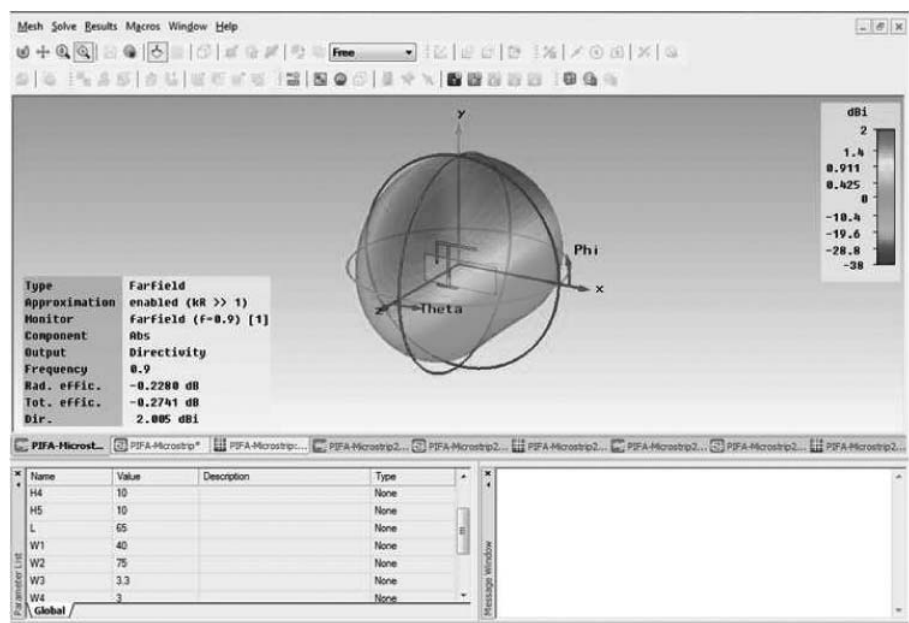 Mesh Solve Results Macros Window Help
Free
y
dBi
2
1.4
0.911
0.425
0
-10.4
-19.6
-28.8
-38
Phi
x
z
Theta
Type Farfield
Approximation enabled (kR >> 1)
Monitor farfield (f=0.9) [1]
Component Abs
Output Directivity
Frequency 0.9
Rad. effic. -0.2280 dB
Tot. effic. -0.2741 dB
Dir. 2.005 dBi
PIFA-Microst... PIFA-Microstrip* PIFA-Microstrip:... PIFA-Microstrip2... PIFA-Microstrip2... PIFA-Microstrip2... PIFA-Microstrip2... PIFA-Microstrip2... PIFA-Microstrip2...
Name Value Description Type
H4 10 None
H5 10 None
L 65 None
W1 40 None
W2 75 None
W3 3.3 None
W4 3 None
Global
Parameter List
Message Window